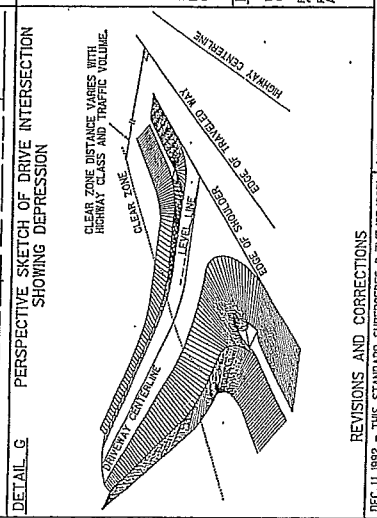 DETAIL G
PERSPECTIVE SKETCH OF DRIVE INTERSECTION
SHOWING DEPRESSION
CLEAR ZONE DISTANCE VARIES WITH
HIGHWAY CLASS AND TRAFFIC VOLUME.
CLEAR ZONE
HIGHWAY CENTERLINE
EDGE OF TRAVELED WAY
LEVEL LINE
EDGE OF SHOULDER
DRIVEWAY CENTERLINE
REVISIONS AND CORRECTIONS
DEC. 11, 1992 - THIS STANDARD SUPERSEDES